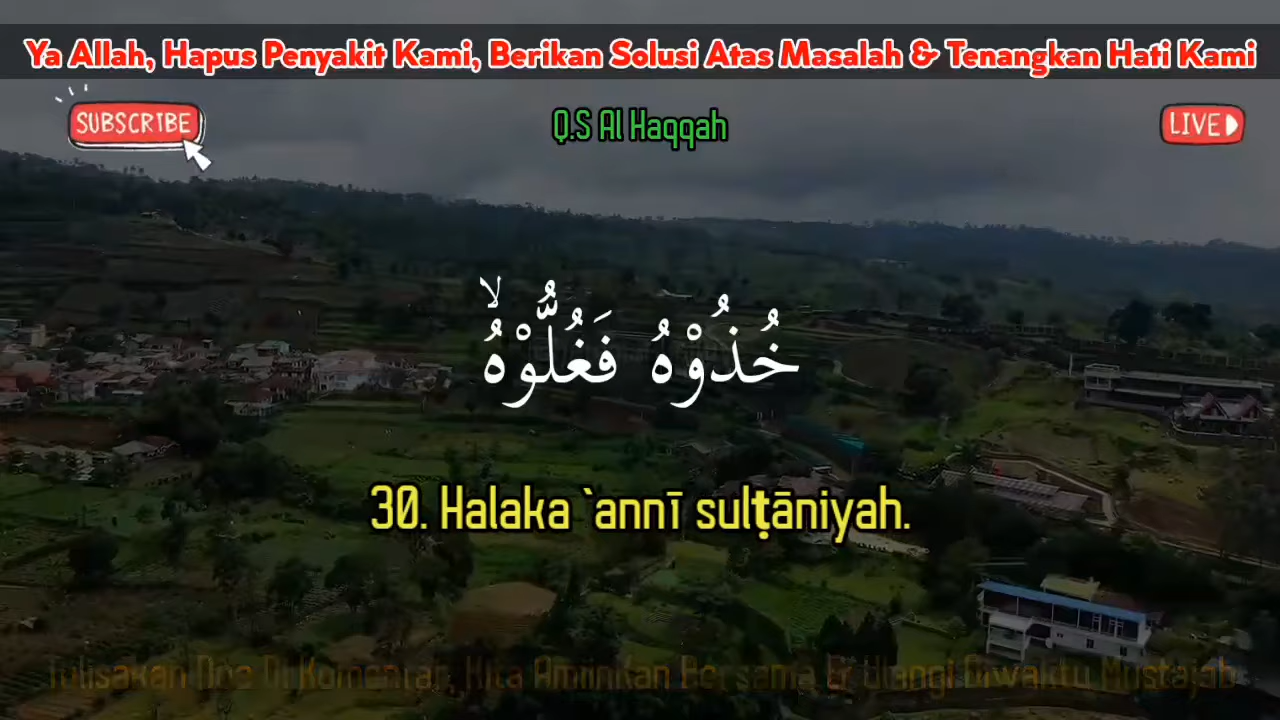 Ya Allah, Hapus Penyakit Kami, Berikan Solusi Atas Masalah & Tenangkan Hati Kami
SUBSCRIBE
Q.S Al Haqqah
LIVE
خُذُوْهُ فَغُلُّوْهُۙ
30. Halaka `annī sulṭāniyah.
Tuliskan Doa Di Komentar, Kita Amiinkan Bersama & Ulangi Diwaktu Mustajab